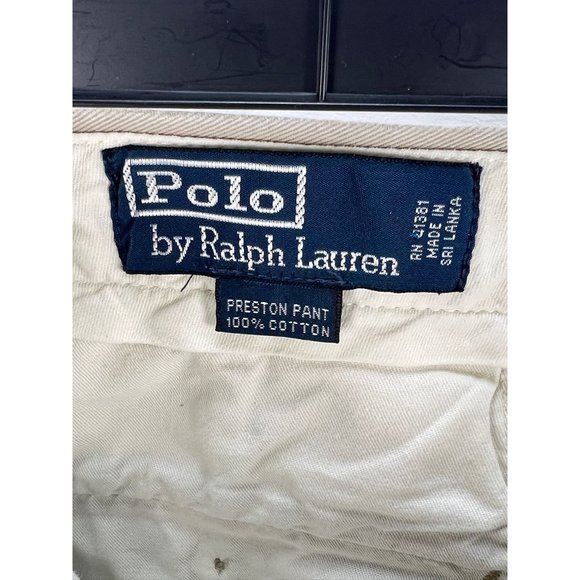 Polo
by Ralph Lauren
RN 41381
MADE IN
SRI LANKA
PRESTON PANT
100% COTTON